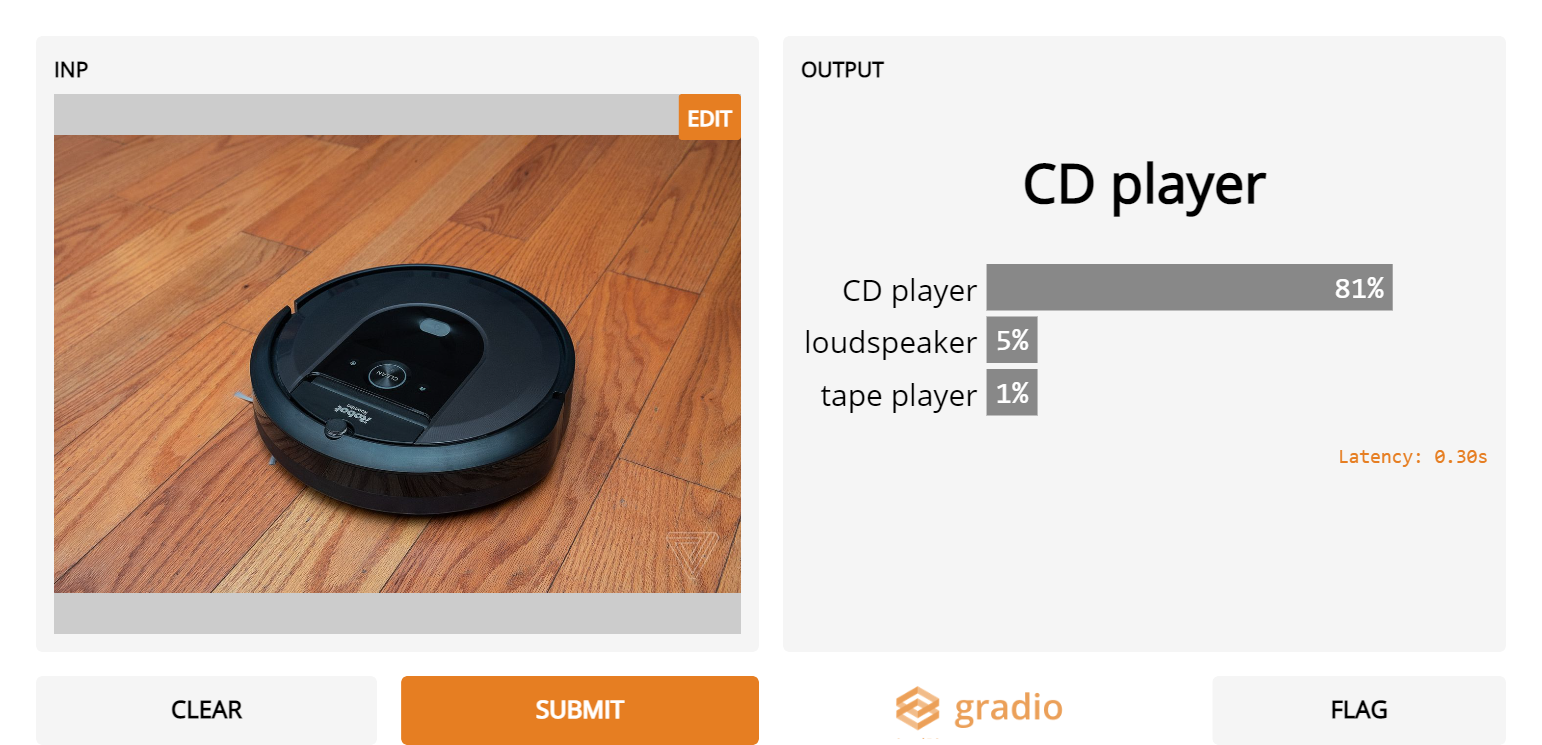 INP
EDIT
CLEAN
iRobot
OUTPUT
CD player
CD player 81%
loudspeaker 5%
tape player 1%
Latency: 0.30s
CLEAR
SUBMIT
gradio
FLAG